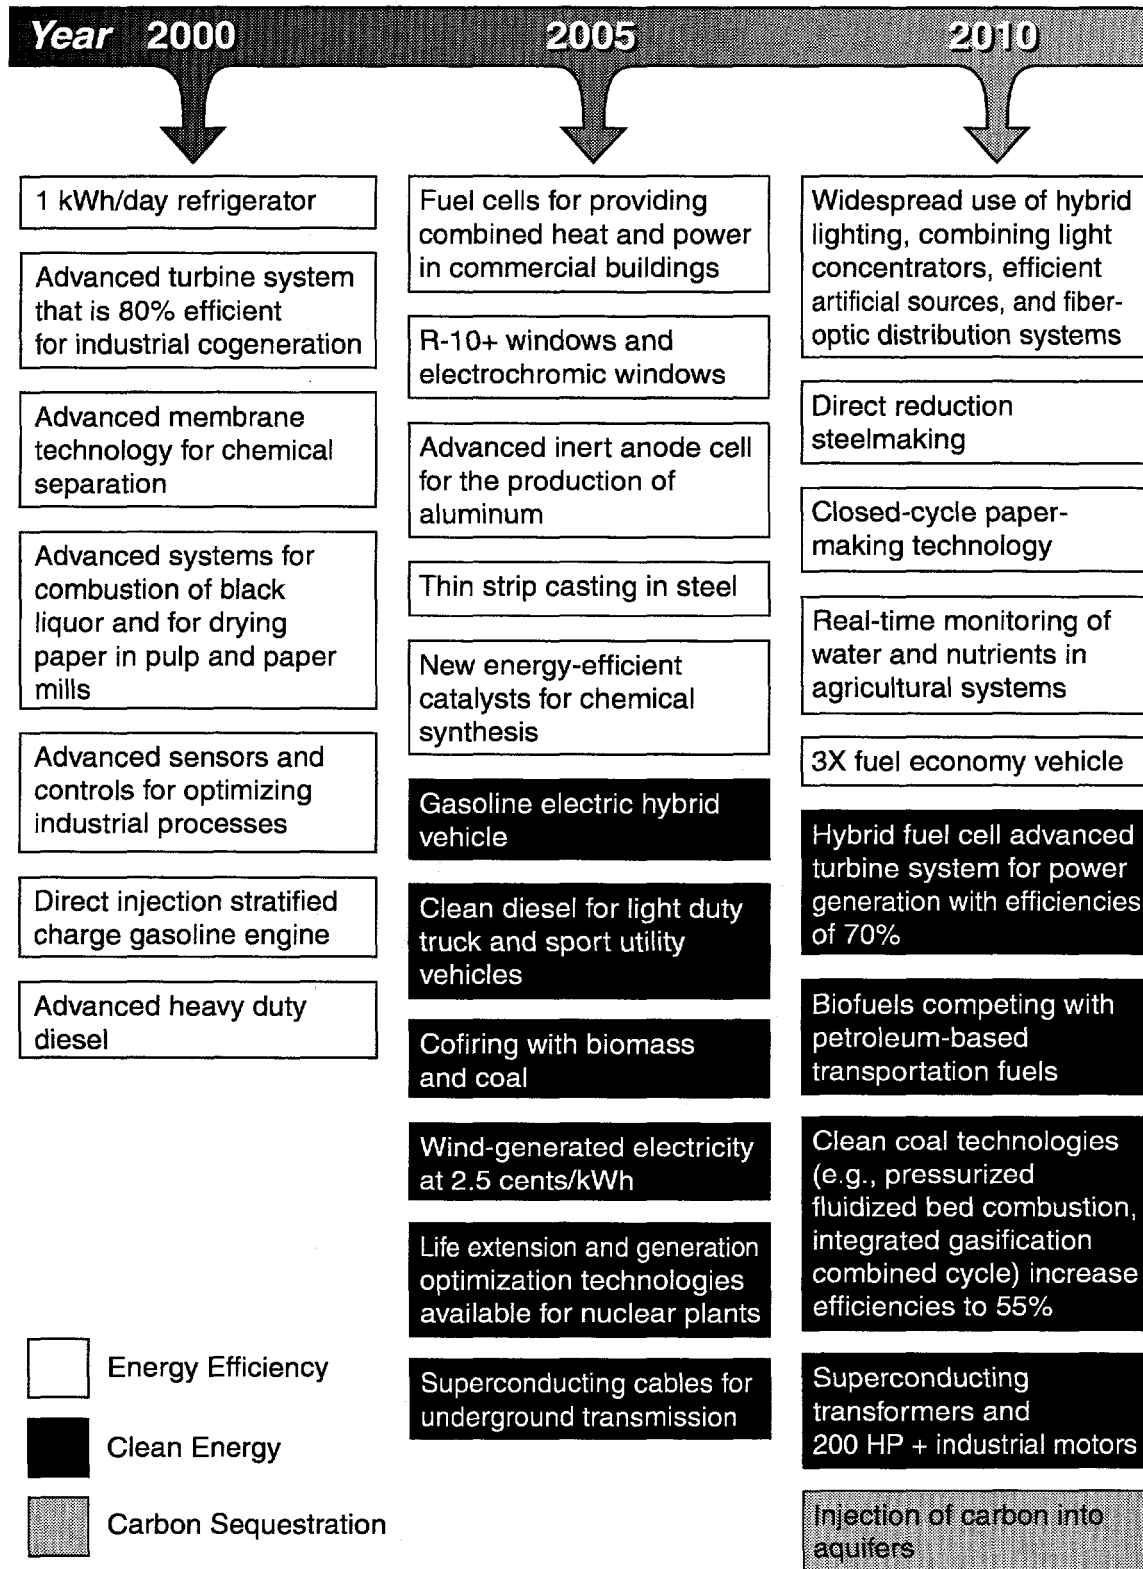 Year 2000 2005 2010
1 kWh/day refrigerator
Advanced turbine system
that is 80% efficient
for industrial cogeneration
Advanced membrane
technology for chemical
separation
Advanced systems for
combustion of black
liquor and for drying
paper in pulp and paper
mills
Advanced sensors and
controls for optimizing
industrial processes
Direct injection stratified
charge gasoline engine
Advanced heavy duty
diesel
Fuel cells for providing
combined heat and power
in commercial buildings
R-10+ windows and
electrochromic windows
Advanced inert anode cell
for the production of
aluminum
Thin strip casting in steel
New energy-efficient
catalysts for chemical
synthesis
Gasoline electric hybrid
vehicle
Clean diesel for light duty
truck and sport utility
vehicles
Cofiring with biomass
and coal
Wind-generated electricity
at 2.5 cents/kWh
Life extension and generation
optimization technologies
available for nuclear plants
Superconducting cables for
underground transmission
Widespread use of hybrid
lighting, combining light
concentrators, efficient
artificial sources, and fiber-
optic distribution systems
Direct reduction
steelmaking
Closed-cycle paper-
making technology
Real-time monitoring of
water and nutrients in
agricultural systems
3X fuel economy vehicle
Hybrid fuel cell advanced
turbine system for power
generation with efficiencies
of 70%
Biofuels competing with
petroleum-based
transportation fuels
Clean coal technologies
(e.g., pressurized
fluidized bed combustion,
integrated gasification
combined cycle) increase
efficiencies to 55%
Superconducting
transformers and
200 HP + industrial motors
Injection of carbon into
aquifers
Energy Efficiency
Clean Energy
Carbon Sequestration